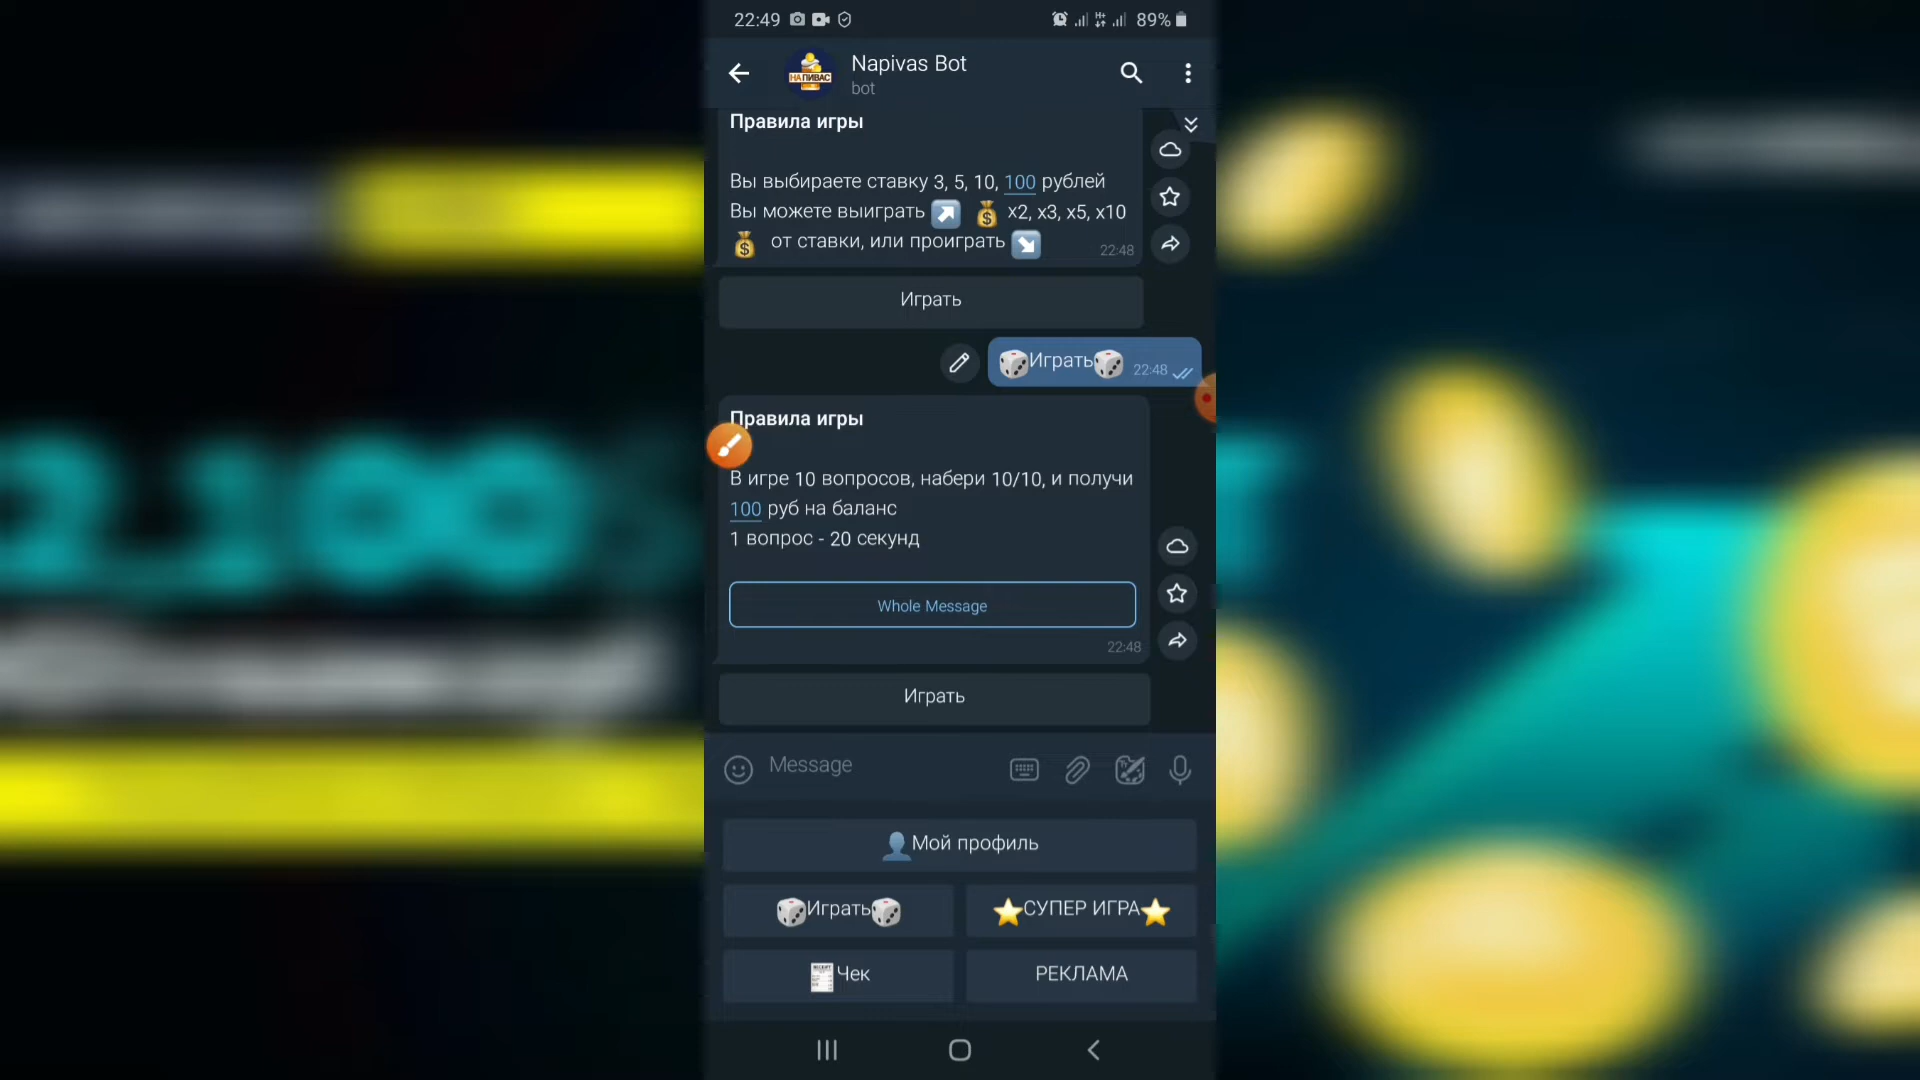 22:49
89%
НА ПИВАС
Napivas Bot
bot
Правила игры
Вы выбираете ставку 3, 5, 10, 100 рублей
Вы можете выиграть ↗ 💰 x2, x3, x5, x10
💰 от ставки, или проиграть ↘
22:48
Играть
🎲Играть🎲 22:48
Правила игры
В игре 10 вопросов, набери 10/10, и получи
100 руб на баланс
1 вопрос - 20 секунд
Whole Message
22:48
Играть
Message
👤Мой профиль
🎲Играть🎲
⭐СУПЕР ИГРА⭐
🧾Чек
РЕКЛАМА